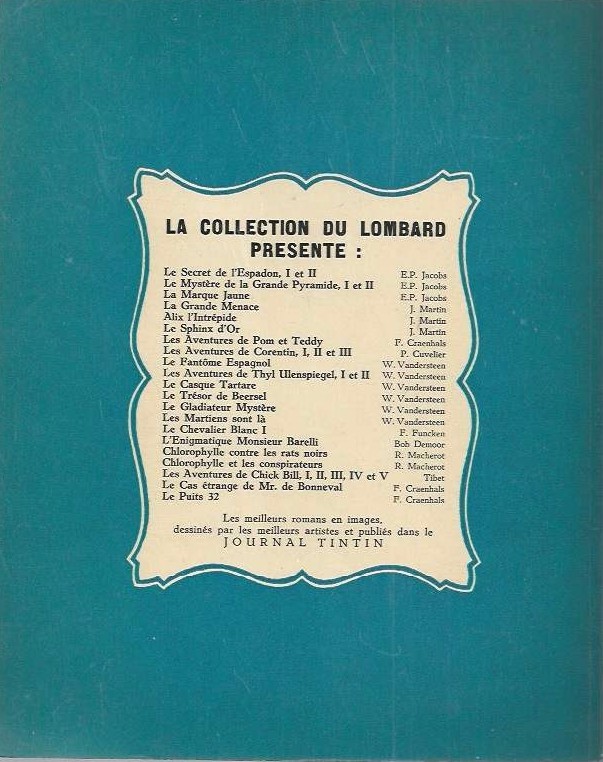 LA COLLECTION DU LOMBARD
PRESENTE :
Le Secret de l'Espadon, I et II E.P. Jacobs
Le Mystère de la Grande Pyramide, I et II E.P. Jacobs
La Marque Jaune E.P. Jacobs
La Grande Menace J. Martin
Alix l'Intrépide J. Martin
Le Sphinx d'Or J. Martin
Les Aventures de Pom et Teddy F. Craenhals
Les Aventures de Corentin, I, II et III P. Cuvelier
Le Fantôme Espagnol W. Vandersteen
Les Aventures de Thyl Ulenspiegel, I et II W. Vandersteen
Le Casque Tartare W. Vandersteen
Le Trésor de Beersel W. Vandersteen
Le Gladiateur Mystère W. Vandersteen
Les Martiens sont là W. Vandersteen
Le Chevalier Blanc I F. Funcken
L'Enigmatique Monsieur Barelli Bob Demoor
Chlorophylle contre les rats noirs R. Macherot
Chlorophylle et les conspirateurs R. Macherot
Les Aventures de Chick Bill, I, II, III, IV et V Tibet
Le Cas étrange de Mr. de Bonneval F. Craenhals
Le Puits 32 F. Craenhals
Les meilleurs romans en images,
dessinés par les meilleurs artistes et publiés dans le
JOURNAL TINTIN